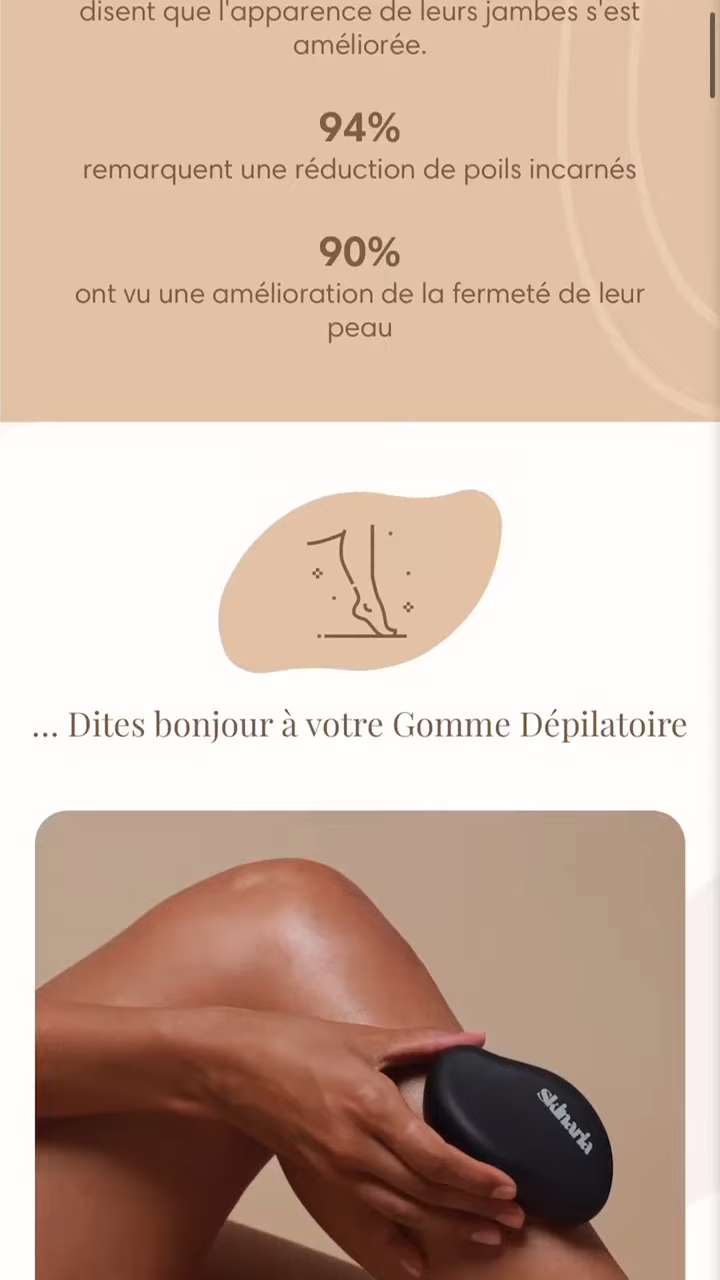 disent que l'apparence de leurs jambes s'est
améliorée.
94%
remarquent une réduction de poils incarnés
90%
ont vu une amélioration de la fermeté de leur
peau
... Dites bonjour à votre Gomme Dépilatoire
skinarla